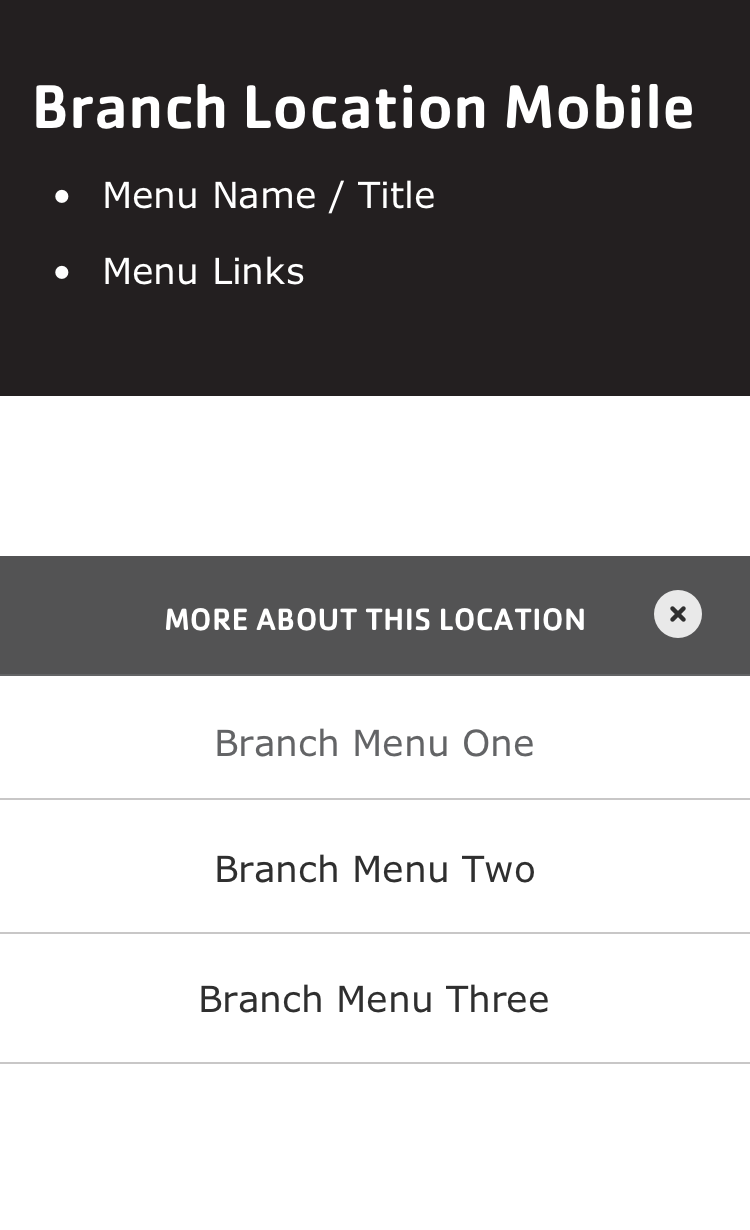 Branch Location Mobile
• Menu Name / Title
• Menu Links
MORE ABOUT THIS LOCATION
Branch Menu One
Branch Menu Two
Branch Menu Three